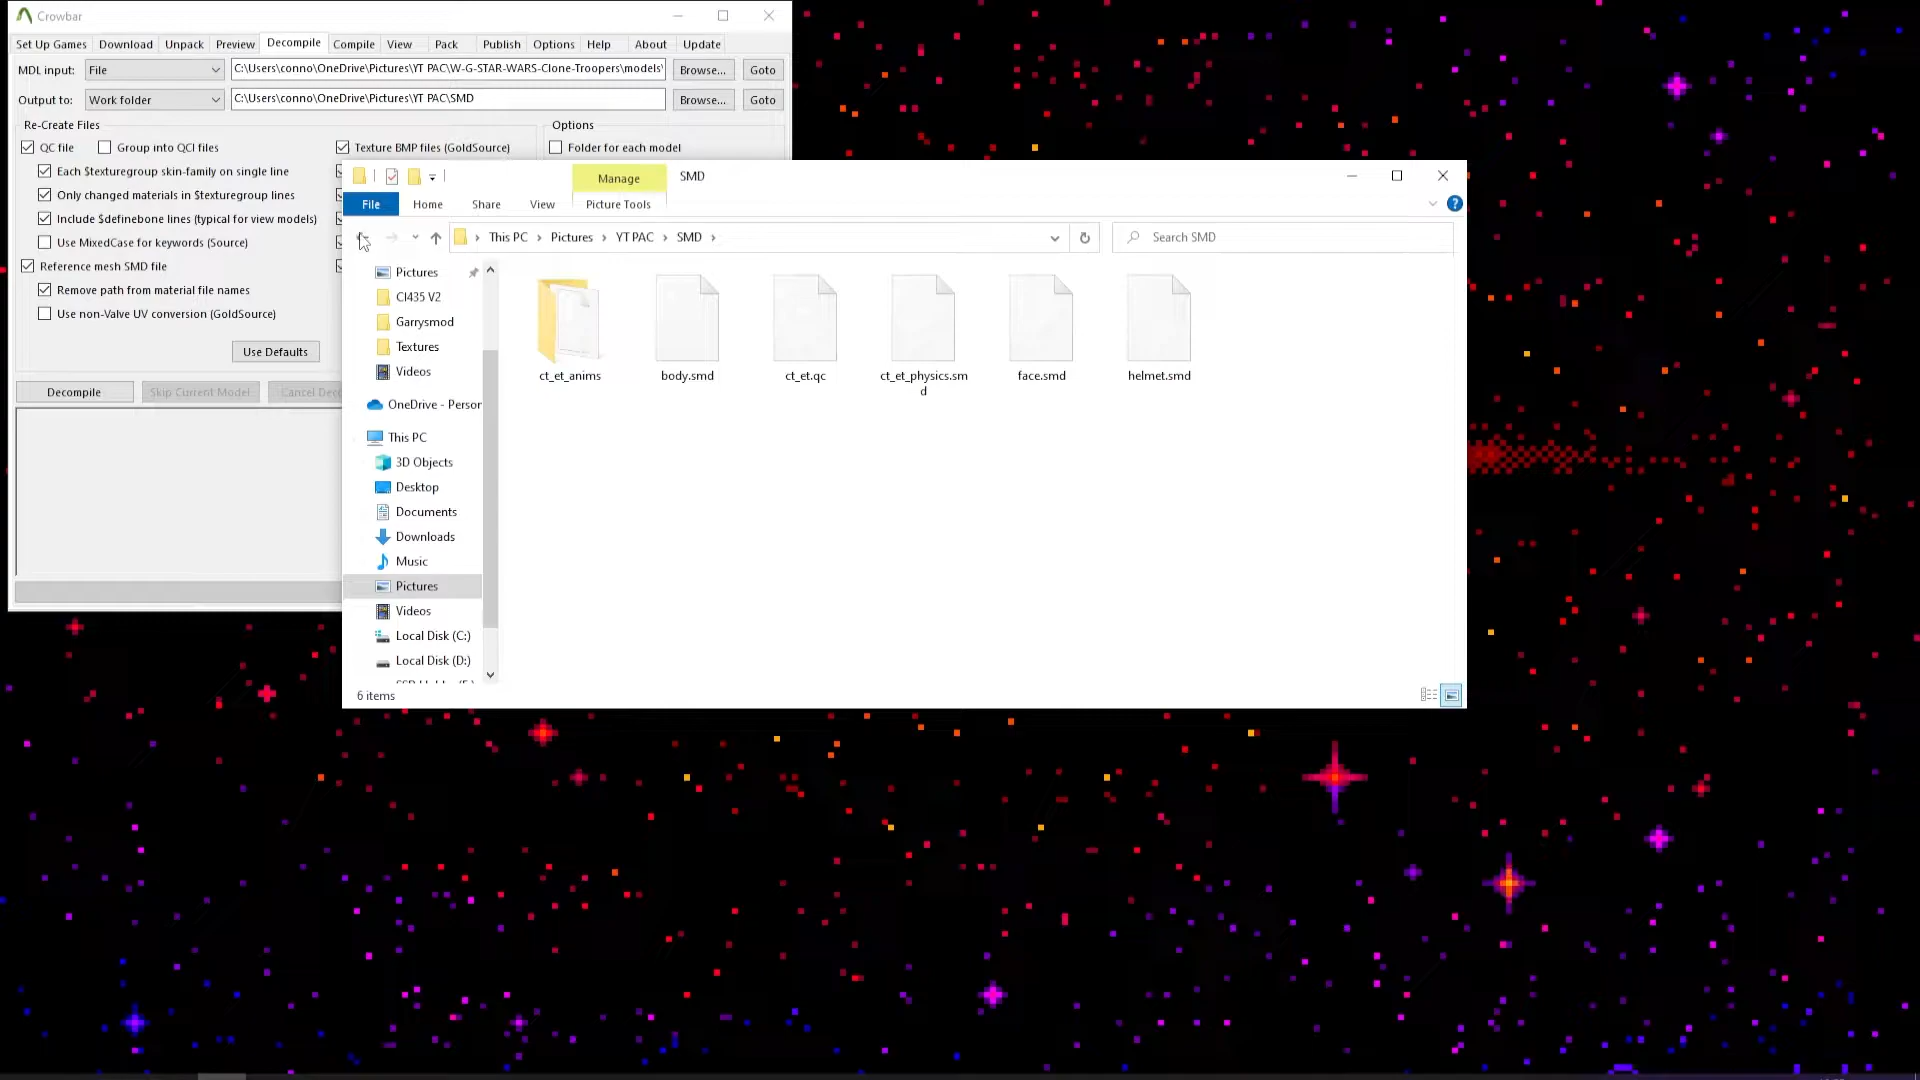 Crowbar
Set Up Games Download Unpack Preview Decompile Compile View Pack Publish Options Help About Update
MDL input: File C:\Users\conno\OneDrive\Pictures\YT PAC\W-G-STAR-WARS-Clone-Troopers\models\ Browse... Goto
Output to: Work folder C:\Users\conno\OneDrive\Pictures\YT PAC\SMD Browse... Goto
Re-Create Files Options
QC file Group into QCI files Texture BMP files (GoldSource) Folder for each model
Each $texturegroup skin-family on single line
Only changed materials in $texturegroup lines
Include $definebone lines (typical for view models)
Use MixedCase for keywords (Source)
Reference mesh SMD file
Remove path from material file names
Use non-Valve UV conversion (GoldSource)
Use Defaults
Decompile Skip Current Model Cancel Deco
Manage SMD
File Home Share View Picture Tools
This PC Pictures YT PAC SMD Search SMD
Pictures
CI435 V2
Garrysmod
Textures
Videos
OneDrive - Person
This PC
3D Objects
Desktop
Documents
Downloads
Music
Pictures
Videos
Local Disk (C:)
Local Disk (D:)
ct_et_anims body.smd ct_et.qc ct_et_physics.sm
d face.smd helmet.smd
6 items